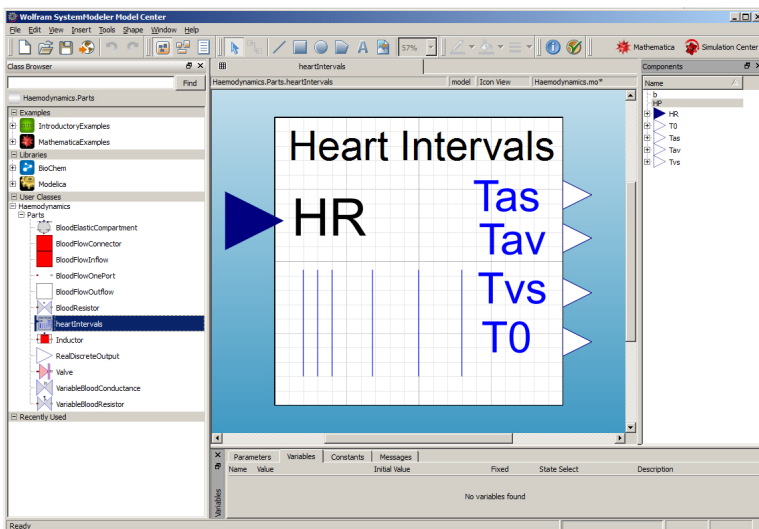 Wolfram SystemModeler Model Center
File Edit View Insert Tools Shape Window Help
57% Mathematica Simulation Center
Class Browser
Find
Haemodynamics.Parts
Examples
IntroductoryExamples
MathematicaExamples
Libraries
BioChem
Modelica
User Classes
Haemodynamics
Parts
BloodElasticCompartment
BloodFlowConnector
BloodFlowInflow
BloodFlowOnePort
BloodFlowOutflow
BloodResistor
heartIntervals
Inductor
RealDiscreteOutput
Valve
VariableBloodConductance
VariableBloodResistor
Recently Used
heartIntervals
Haemodynamics.Parts.heartIntervals model Icon View Haemodynamics.mo*
Heart Intervals
HR
Tas
Tav
Tvs
T0
Components
Name
b
HP
HR
T0
Tas
Tav
Tvs
Parameters Variables Constants Messages
Name Value Initial Value Fixed State Select Description
No variables found
Variables
Ready